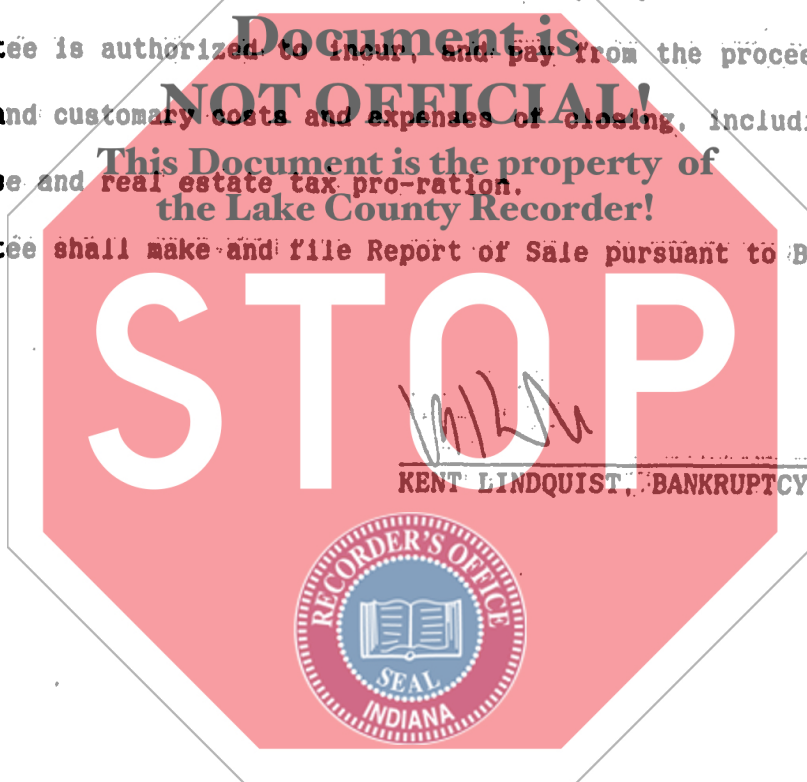 Document is
tee is authorized to incur, and pay from the procee
NOT OFFICIAL!
and customary costs and expenses of closing, includi
This Document is the property of
e and real estate tax pro-ration.
the Lake County Recorder!
tee shall make and file Report of Sale pursuant to B
STOP
KENT LINDQUIST, BANKRUPTCY
RECORDER'S OFFICE
SEAL
INDIANA